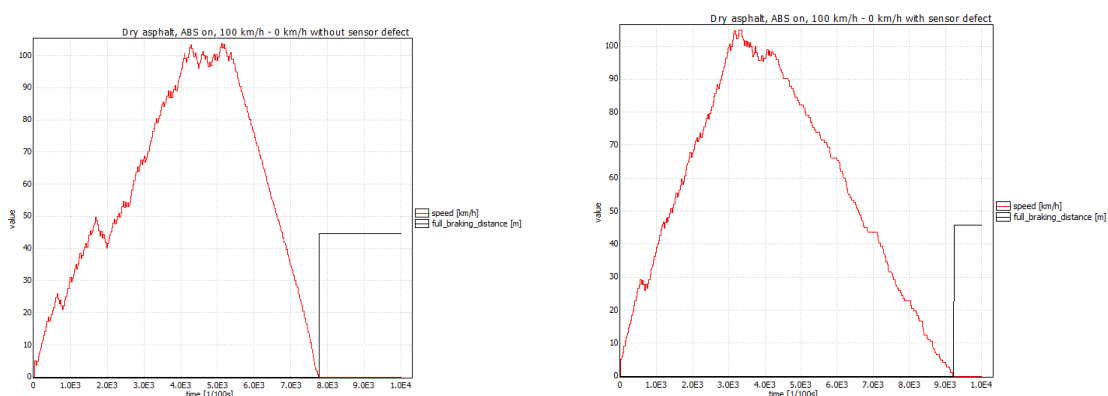 Dry asphalt, ABS on, 100 km/h - 0 km/h without sensor defect
100
90
80
70
60
50
40
30
20
10
0
value
0 1.0E3 2.0E3 3.0E3 4.0E3 5.0E3 6.0E3 7.0E3 8.0E3 9.0E3 1.0E4
time [1/100s]
speed [km/h]
full_braking_distance [m]
Dry asphalt, ABS on, 100 km/h - 0 km/h with sensor defect
100
90
80
70
60
50
40
30
20
10
0
value
0 1.0E3 2.0E3 3.0E3 4.0E3 5.0E3 6.0E3 7.0E3 8.0E3 9.0E3 1.0E4
time [1/100s]
speed [km/h]
full_braking_distance [m]